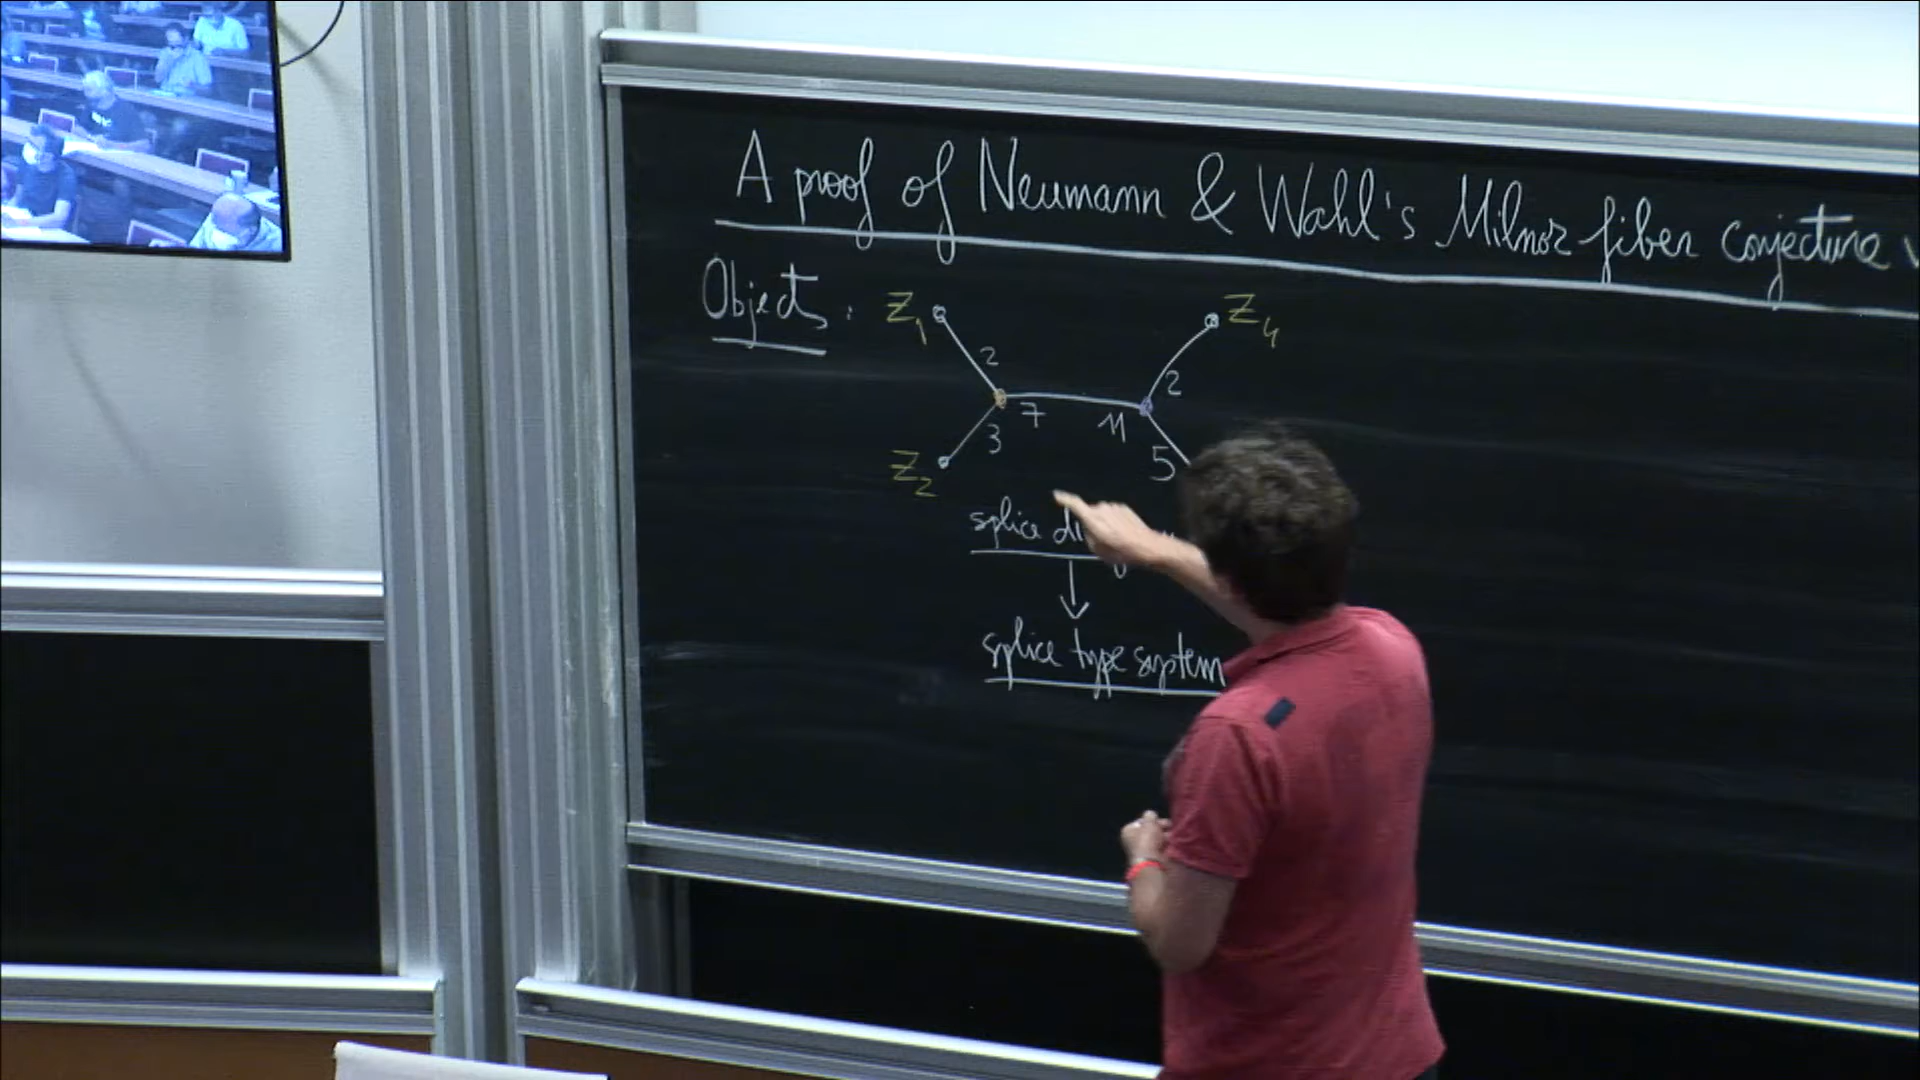 A proof of Neumann & Wahl's Milnor fiber conjecture
Objects:
Z1
Z4
2
2
7
11
3
5
Z2
splice
splice type system